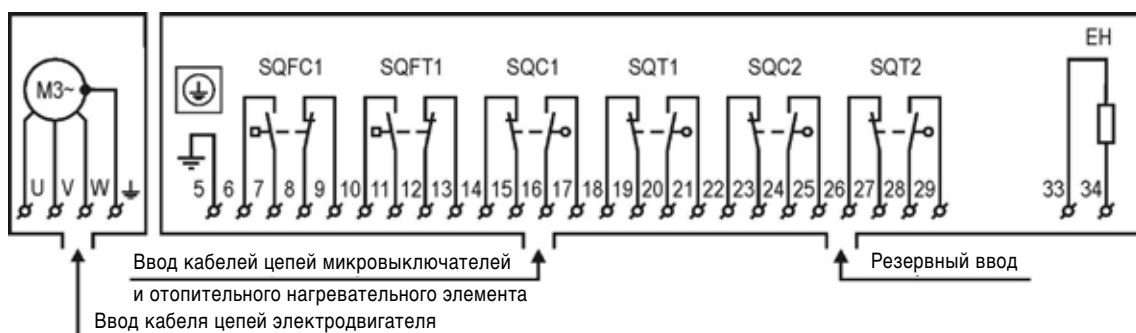 EH
SQFC1 SQFT1 SQC1 SQT1 SQC2 SQT2
M3~
U V W 5 6 7 8 9 10 11 12 13 14 15 16 17 18 19 20 21 22 23 24 25 26 27 28 29 33 34
Ввод кабелей цепей микровыключателей
и отопительного нагревательного элемента
Резервный ввод
Ввод кабеля цепей электродвигателя